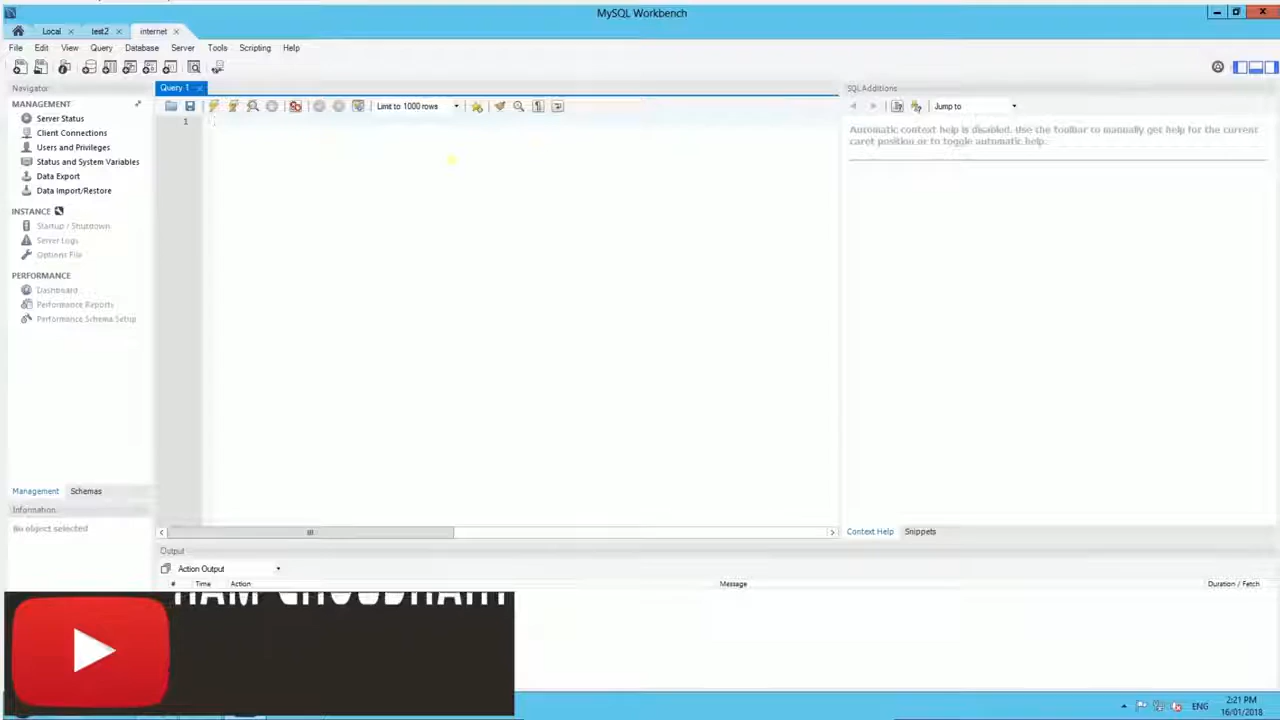 MySQL Workbench
Local
test2
internet
File Edit View Query Database Server Tools Scripting Help
Navigator
Query 1
SQL Additions
MANAGEMENT
Server Status
Client Connections
Users and Privileges
Status and System Variables
Data Export
Data Import/Restore
INSTANCE
Startup / Shutdown
Server Logs
Options File
PERFORMANCE
Dashboard
Performance Reports
Performance Schema Setup
Management Schemas
Information
No object selected
Limit to 1000 rows
1
Jump to
Automatic context help is disabled. Use the toolbar to manually get help for the current
caret position or to toggle automatic help.
Context Help Snippets
Output
Action Output
# Time Action Message Duration / Fetch
CHOUDHARY
ENG
2:21 PM
16/01/2018